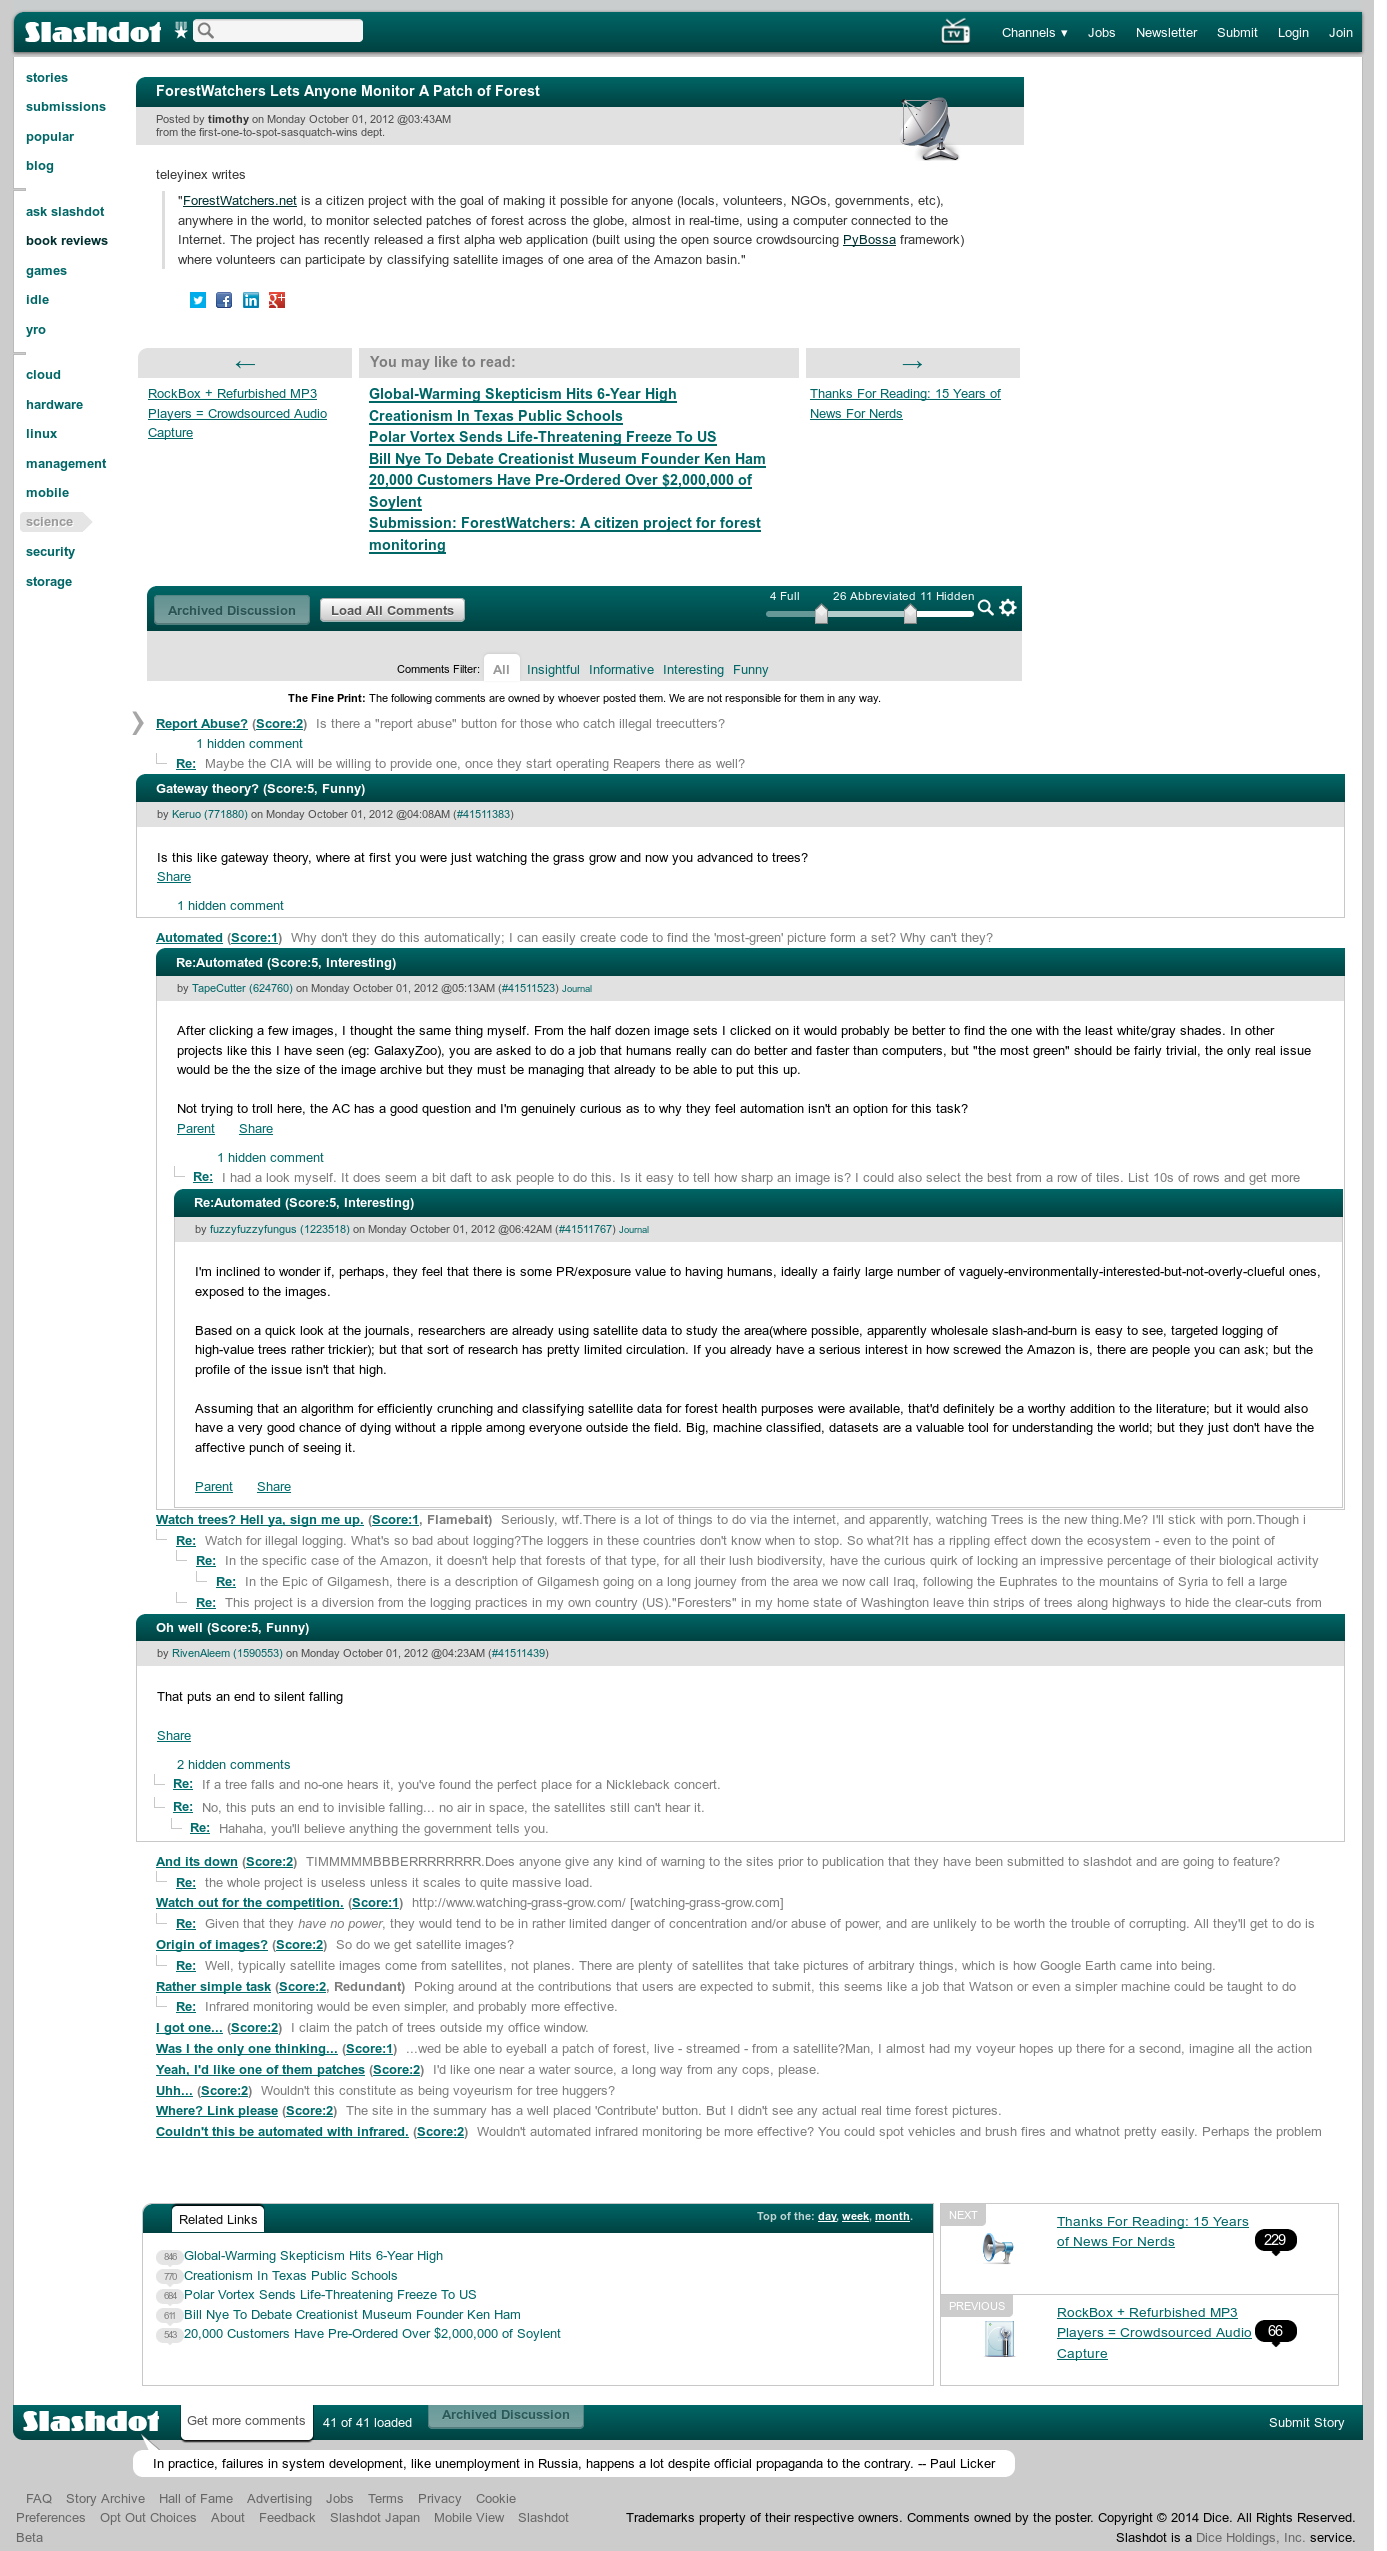 Slashdot
Channels ▾ Jobs Newsletter Submit Login Join
stories
submissions
popular
blog
ask slashdot
book reviews
games
idle
yro
cloud
hardware
linux
management
mobile
science
security
storage
ForestWatchers Lets Anyone Monitor A Patch of Forest
Posted by timothy on Monday October 01, 2012 @03:43AM
from the first-one-to-spot-sasquatch-wins dept.
teleyinex writes
"ForestWatchers.net is a citizen project with the goal of making it possible for anyone (locals, volunteers, NGOs, governments, etc),
anywhere in the world, to monitor selected patches of forest across the globe, almost in real-time, using a computer connected to the
Internet. The project has recently released a first alpha web application (built using the open source crowdsourcing PyBossa framework)
where volunteers can participate by classifying satellite images of one area of the Amazon basin."
←
RockBox + Refurbished MP3
Players = Crowdsourced Audio
Capture
You may like to read:
Global-Warming Skepticism Hits 6-Year High
Creationism In Texas Public Schools
Polar Vortex Sends Life-Threatening Freeze To US
Bill Nye To Debate Creationist Museum Founder Ken Ham
20,000 Customers Have Pre-Ordered Over $2,000,000 of
Soylent
Submission: ForestWatchers: A citizen project for forest
monitoring
→
Thanks For Reading: 15 Years of
News For Nerds
Archived Discussion Load All Comments 4 Full 26 Abbreviated 11 Hidden
Comments Filter: All Insightful Informative Interesting Funny
The Fine Print: The following comments are owned by whoever posted them. We are not responsible for them in any way.
Report Abuse? (Score:2) Is there a "report abuse" button for those who catch illegal treecutters?
1 hidden comment
Re: Maybe the CIA will be willing to provide one, once they start operating Reapers there as well?
Gateway theory? (Score:5, Funny)
by Keruo (771880) on Monday October 01, 2012 @04:08AM (#41511383)
Is this like gateway theory, where at first you were just watching the grass grow and now you advanced to trees?
Share
1 hidden comment
Automated (Score:1) Why don't they do this automatically; I can easily create code to find the 'most-green' picture form a set? Why can't they?
Re:Automated (Score:5, Interesting)
by TapeCutter (624760) on Monday October 01, 2012 @05:13AM (#41511523) Journal
After clicking a few images, I thought the same thing myself. From the half dozen image sets I clicked on it would probably be better to find the one with the least white/gray shades. In other
projects like this I have seen (eg: GalaxyZoo), you are asked to do a job that humans really can do better and faster than computers, but "the most green" should be fairly trivial, the only real issue
would be the the size of the image archive but they must be managing that already to be able to put this up.
Not trying to troll here, the AC has a good question and I'm genuinely curious as to why they feel automation isn't an option for this task?
Parent Share
1 hidden comment
Re: I had a look myself. It does seem a bit daft to ask people to do this. Is it easy to tell how sharp an image is? I could also select the best from a row of tiles. List 10s of rows and get more
Re:Automated (Score:5, Interesting)
by fuzzyfuzzyfungus (1223518) on Monday October 01, 2012 @06:42AM (#41511767) Journal
I'm inclined to wonder if, perhaps, they feel that there is some PR/exposure value to having humans, ideally a fairly large number of vaguely-environmentally-interested-but-not-overly-clueful ones,
exposed to the images.
Based on a quick look at the journals, researchers are already using satellite data to study the area(where possible, apparently wholesale slash-and-burn is easy to see, targeted logging of
high-value trees rather trickier); but that sort of research has pretty limited circulation. If you already have a serious interest in how screwed the Amazon is, there are people you can ask; but the
profile of the issue isn't that high.
Assuming that an algorithm for efficiently crunching and classifying satellite data for forest health purposes were available, that'd definitely be a worthy addition to the literature; but it would also
have a very good chance of dying without a ripple among everyone outside the field. Big, machine classified, datasets are a valuable tool for understanding the world; but they just don't have the
affective punch of seeing it.
Parent Share
Watch trees? Hell ya, sign me up. (Score:1, Flamebait) Seriously, wtf.There is a lot of things to do via the internet, and apparently, watching Trees is the new thing.Me? I'll stick with porn.Though i
Re: Watch for illegal logging. What's so bad about logging?The loggers in these countries don't know when to stop. So what?It has a rippling effect down the ecosystem - even to the point of
Re: In the specific case of the Amazon, it doesn't help that forests of that type, for all their lush biodiversity, have the curious quirk of locking an impressive percentage of their biological activity
Re: In the Epic of Gilgamesh, there is a description of Gilgamesh going on a long journey from the area we now call Iraq, following the Euphrates to the mountains of Syria to fell a large
Re: This project is a diversion from the logging practices in my own country (US)."Foresters" in my home state of Washington leave thin strips of trees along highways to hide the clear-cuts from
Oh well (Score:5, Funny)
by RivenAleem (1590553) on Monday October 01, 2012 @04:23AM (#41511439)
That puts an end to silent falling
Share
2 hidden comments
Re: If a tree falls and no-one hears it, you've found the perfect place for a Nickleback concert.
Re: No, this puts an end to invisible falling... no air in space, the satellites still can't hear it.
Re: Hahaha, you'll believe anything the government tells you.
And its down (Score:2) TIMMMMMBBBERRRRRRRR.Does anyone give any kind of warning to the sites prior to publication that they have been submitted to slashdot and are going to feature?
Re: the whole project is useless unless it scales to quite massive load.
Watch out for the competition. (Score:1) http://www.watching-grass-grow.com/ [watching-grass-grow.com]
Re: Given that they have no power, they would tend to be in rather limited danger of concentration and/or abuse of power, and are unlikely to be worth the trouble of corrupting. All they'll get to do is
Origin of images? (Score:2) So do we get satellite images?
Re: Well, typically satellite images come from satellites, not planes. There are plenty of satellites that take pictures of arbitrary things, which is how Google Earth came into being.
Rather simple task (Score:2, Redundant) Poking around at the contributions that users are expected to submit, this seems like a job that Watson or even a simpler machine could be taught to do
Re: Infrared monitoring would be even simpler, and probably more effective.
I got one... (Score:2) I claim the patch of trees outside my office window.
Was I the only one thinking... (Score:1) ...wed be able to eyeball a patch of forest, live - streamed - from a satellite?Man, I almost had my voyeur hopes up there for a second, imagine all the action
Yeah, I'd like one of them patches (Score:2) I'd like one near a water source, a long way from any cops, please.
Uhh... (Score:2) Wouldn't this constitute as being voyeurism for tree huggers?
Where? Link please (Score:2) The site in the summary has a well placed 'Contribute' button. But I didn't see any actual real time forest pictures.
Couldn't this be automated with infrared. (Score:2) Wouldn't automated infrared monitoring be more effective? You could spot vehicles and brush fires and whatnot pretty easily. Perhaps the problem
Related Links Top of the: day, week, month.
846 Global-Warming Skepticism Hits 6-Year High
770 Creationism In Texas Public Schools
684 Polar Vortex Sends Life-Threatening Freeze To US
611 Bill Nye To Debate Creationist Museum Founder Ken Ham
543 20,000 Customers Have Pre-Ordered Over $2,000,000 of Soylent
NEXT
Thanks For Reading: 15 Years
of News For Nerds
229
PREVIOUS
RockBox + Refurbished MP3
Players = Crowdsourced Audio
Capture
66
Slashdot Get more comments 41 of 41 loaded Archived Discussion Submit Story
In practice, failures in system development, like unemployment in Russia, happens a lot despite official propaganda to the contrary. -- Paul Licker
FAQ Story Archive Hall of Fame Advertising Jobs Terms Privacy Cookie
Preferences Opt Out Choices About Feedback Slashdot Japan Mobile View Slashdot
Beta
Trademarks property of their respective owners. Comments owned by the poster. Copyright © 2014 Dice. All Rights Reserved.
Slashdot is a Dice Holdings, Inc. service.